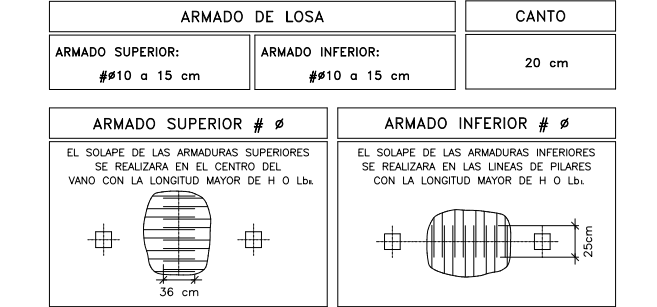 ARMADO DE LOSA
CANTO
ARMADO SUPERIOR:
#ø10 a 15 cm
ARMADO INFERIOR:
#ø10 a 15 cm
20 cm
ARMADO SUPERIOR # ø
EL SOLAPE DE LAS ARMADURAS SUPERIORES
SE REALIZARA EN EL CENTRO DEL
VANO CON LA LONGITUD MAYOR DE H O LbII.
36 cm
ARMADO INFERIOR # ø
EL SOLAPE DE LAS ARMADURAS INFERIORES
SE REALIZARA EN LAS LINEAS DE PILARES
CON LA LONGITUD MAYOR DE H O LbI.
25cm